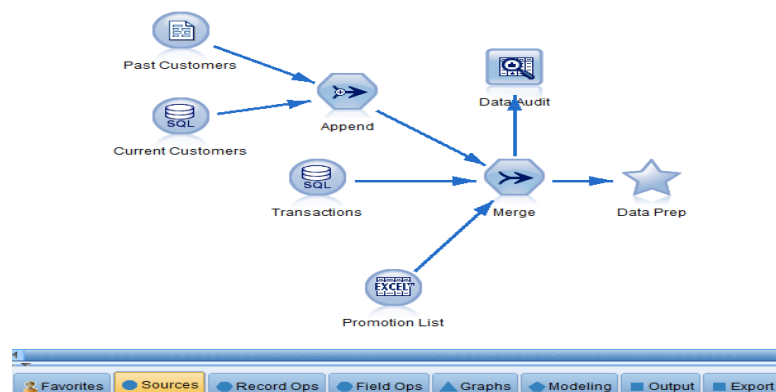 Past Customers
Data Audit
Append
SQL
Current Customers
SQL
Transactions
Merge
Data Prep
EXCEL
Promotion List
Favorites
Sources
Record Ops
Field Ops
Graphs
Modeling
Output
Export